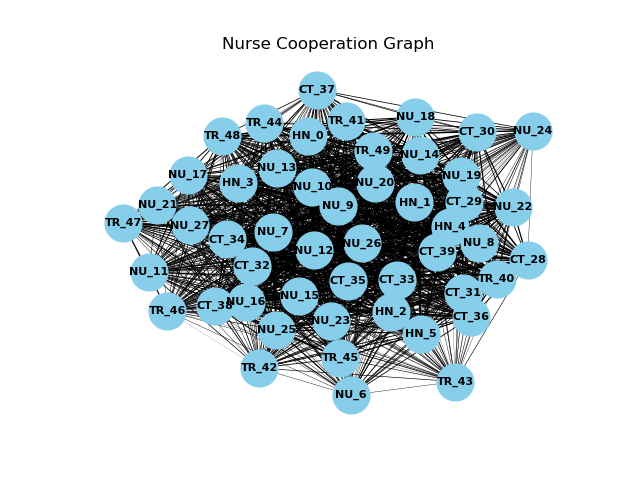 Nurse Cooperation Graph
CT_37
TR_44
TR_41
NU_18
TR_48
HN_0
CT_30
NU_24
TR_49
NU_14
NU_13
NU_17
HN_3
NU_10
NU_20
NU_19
NU_21
NU_9
HN_1
CT_29
NU_22
TR_47
NU_27
HN_4
NU_7
CT_34
NU_12
NU_26
CT_39
NU_8
CT_28
NU_11
CT_32
CT_35
CT_33
TR_40
CT_31
TR_46
CT_38
NU_16
NU_15
HN_2
CT_36
NU_25
NU_23
HN_5
TR_42
TR_45
TR_43
NU_6